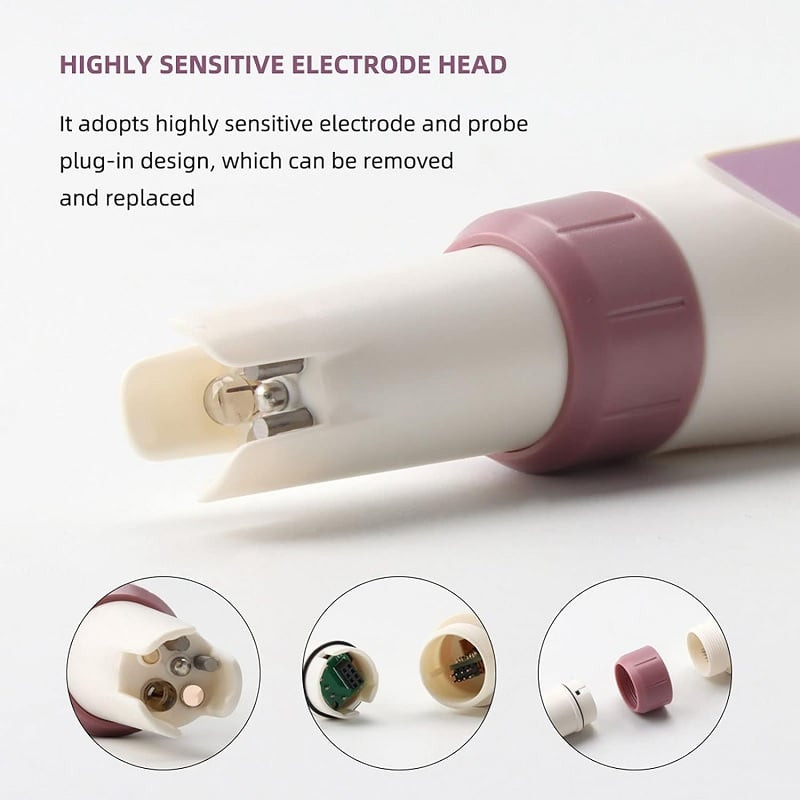 HIGHLY SENSITIVE ELECTRODE HEAD
It adopts highly sensitive electrode and probe
plug-in design, which can be removed
and replaced